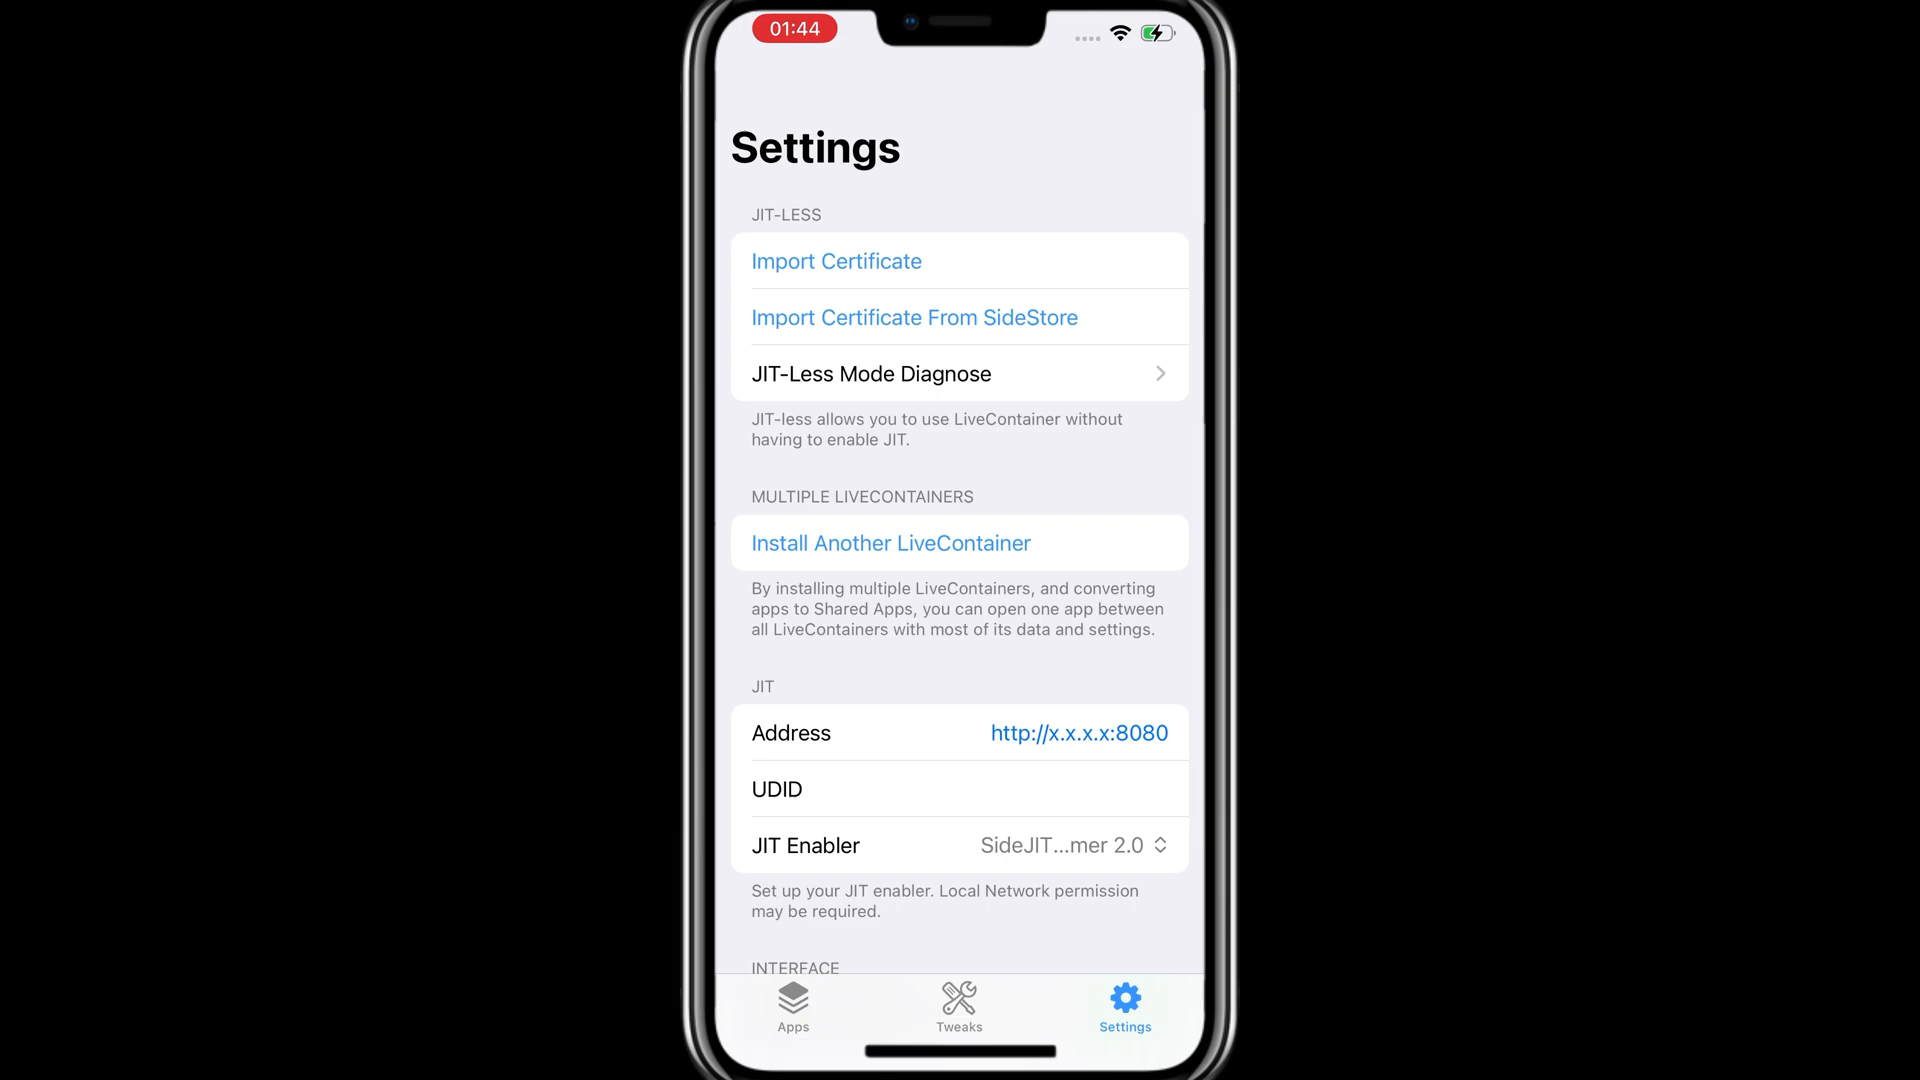 01:44
Settings
JIT-LESS
Import Certificate
Import Certificate From SideStore
JIT-Less Mode Diagnose
JIT-less allows you to use LiveContainer without
having to enable JIT.
MULTIPLE LIVECONTAINERS
Install Another LiveContainer
By installing multiple LiveContainers, and converting
apps to Shared Apps, you can open one app between
all LiveContainers with most of its data and settings.
JIT
Address http://x.x.x.x:8080
UDID
JIT Enabler SideJIT...mer 2.0
Set up your JIT enabler. Local Network permission
may be required.
INTERFACE
Apps Tweaks Settings